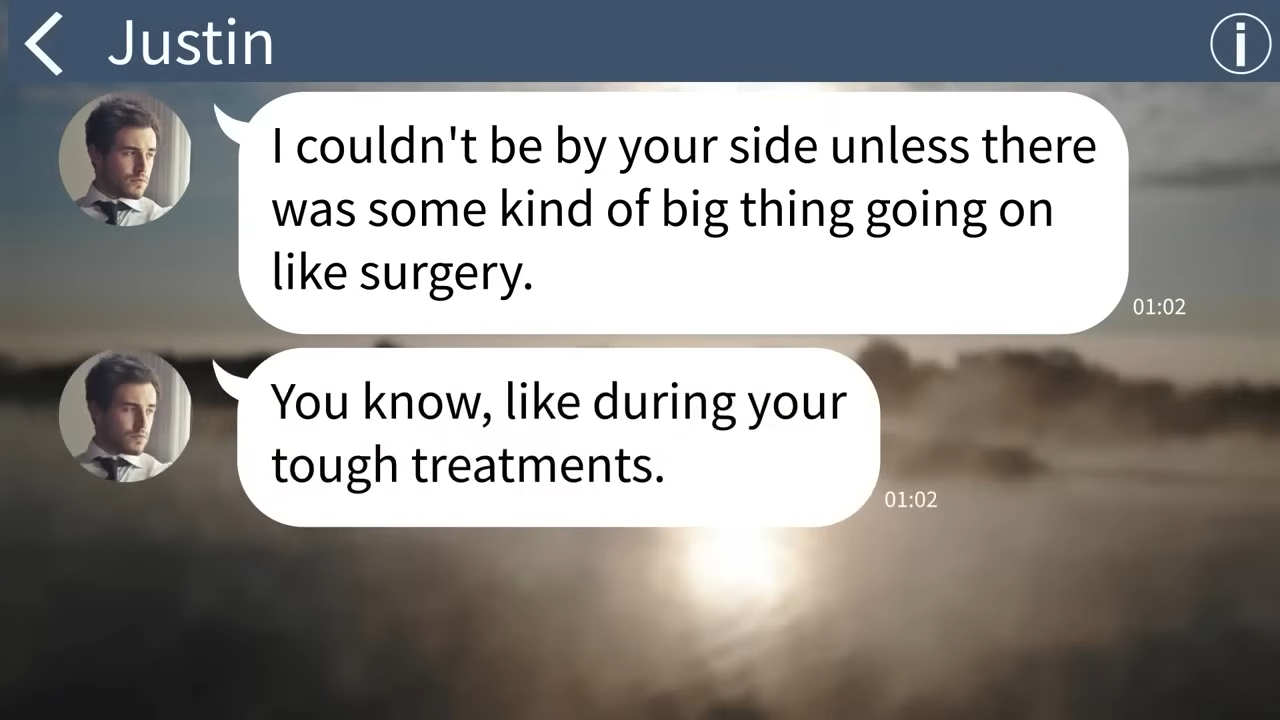 Justin
I couldn't be by your side unless there
was some kind of big thing going on
like surgery.
01:02
You know, like during your
tough treatments.
01:02